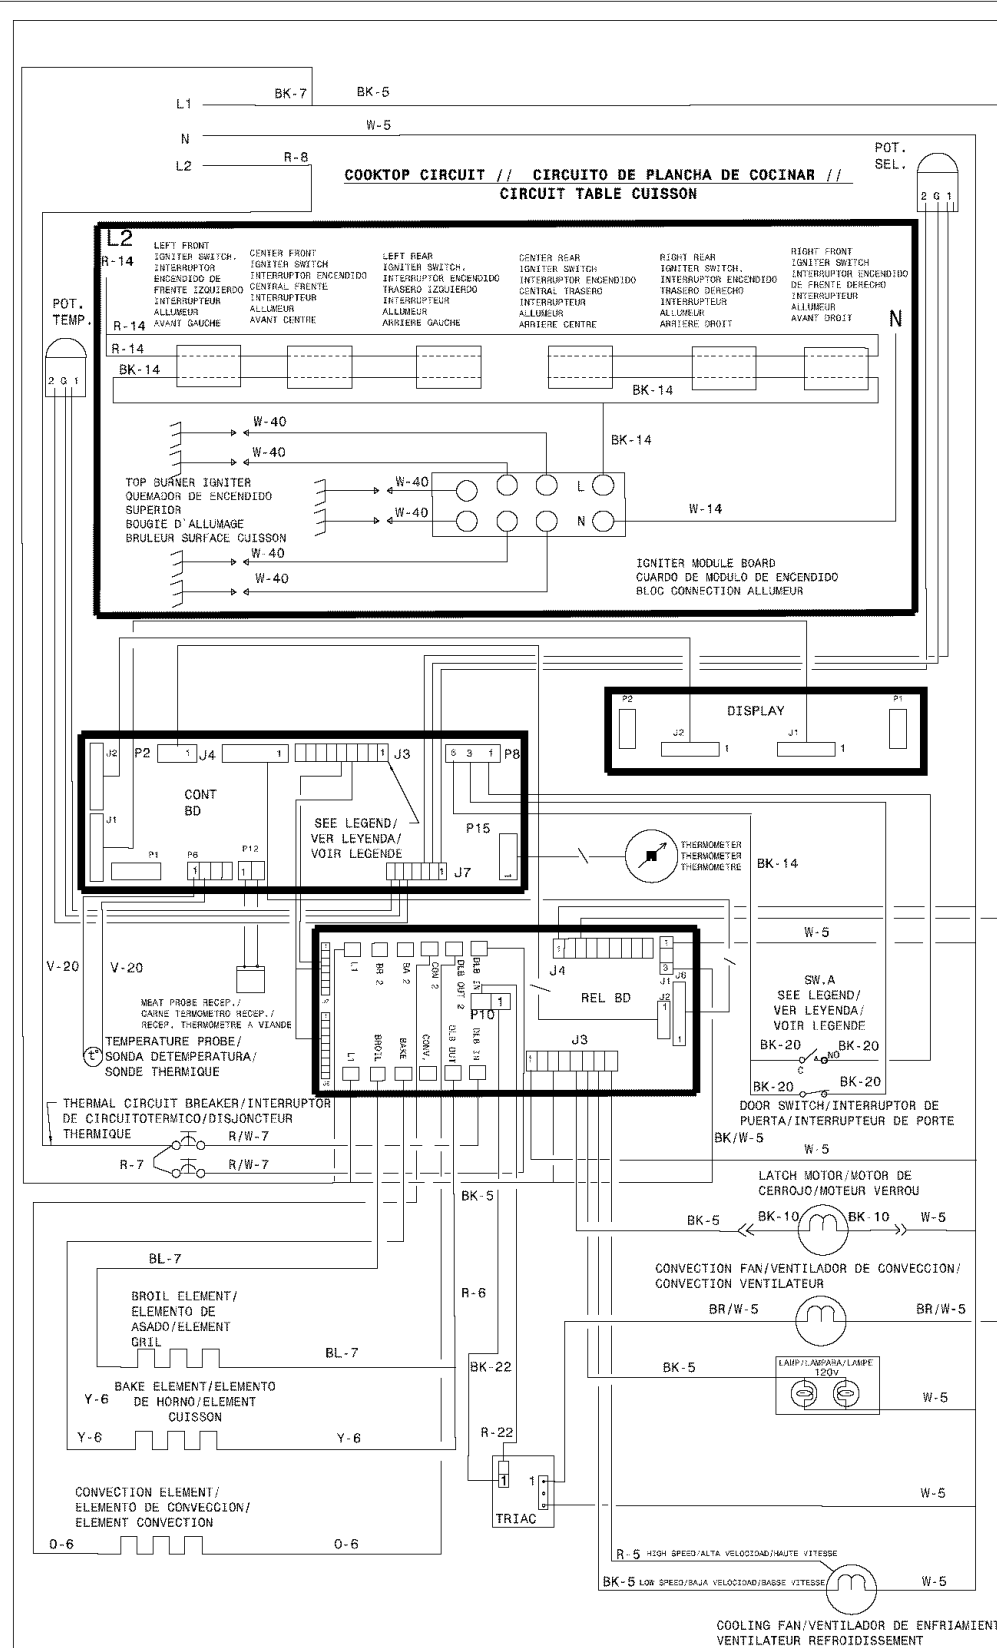 BK-7
BK-5
L1
W-5
N
L2
R-8
POT.
SEL.
2 G 1
COOKTOP CIRCUIT // CIRCUITO DE PLANCHA DE COCINAR //
CIRCUIT TABLE CUISSON
L2
R-14
LEFT FRONT
IGNITER SWITCH.
INTERRUPTOR
ENCENDIDO DE
FRENTE IZQUIERDO
INTERRUPTEUR
ALLUMEUR
AVANT GAUCHE
CENTER FRONT
IGNITER SWITCH
INTERRUPTOR ENCENDIDO
CENTRAL FRENTE
INTERRUPTEUR
ALLUMEUR
AVANT CENTRE
LEFT REAR
IGNITER SWITCH.
INTERRUPTOR ENCENDIDO
TRASERO IZQUIERDO
INTERRUPTEUR
ALLUMEUR
ARRIERE GAUCHE
CENTER REAR
IGNITER SWITCH
INTERRUPTOR ENCENDIDO
CENTRAL TRASERO
INTERRUPTEUR
ALLUMEUR
ARRIERE CENTRE
RIGHT REAR
IGNITER SWITCH.
INTERRUPTOR ENCENDIDO
TRASERO DERECHO
INTERRUPTEUR
ALLUMEUR
ARRIERE DROIT
RIGHT FRONT
IGNITER SWITCH
INTERRUPTOR ENCENDIDO
DE FRENTE DERECHO
INTERRUPTEUR
ALLUMEUR
AVANT DROIT
N
POT.
TEMP.
2 G 1
R-14
R-14
BK-14
BK-14
W-40
BK-14
W-40
W-40
L
TOP BURNER IGNITER
QUEMADOR DE ENCENDIDO
SUPERIOR
BOUGIE D'ALLUMAGE
BRULEUR SURFACE CUISSON
W-40
N
W-14
W-40
W-40
IGNITER MODULE BOARD
CUARDO DE MODULO DE ENCENDIDO
BLOC CONNECTION ALLUMEUR
P2
DISPLAY
P1
J2
1
J1
1
J2
P2
1
J4
1
1
J3
5 3 1
P8
CONT
BD
J1
SEE LEGEND/
VER LEYENDA/
VOIR LEGENDE
P15
1
THERMOMETER
THERMOMETER
THERMOMETRE
BK-14
P1
P6
1
P12
1
1
J7
W-5
V-20
V-20
MEAT PROBE RECEP./
CARNE TERMOMETRO RECEP./
RECEP. THERMOMETRE A VIANDE
t°
TEMPERATURE PROBE/
SONDA DETEMPERATURA/
SONDE THERMIQUE
L1
BR 2
BA 2
CON 2
DLB OUT 2
DLB IN
P10
1
J4
REL BD
1
3
J6
J1
J2
1
1
L1
BROIL
BAKE
CONV.
DLB OUT
DLB IN
J3
1
SW.A
SEE LEGEND/
VER LEYENDA/
VOIR LEGENDE
BK-20
BK-20
NO
C
BK-20
BK-20
DOOR SWITCH/INTERRUPTOR DE
PUERTA/INTERRUPTEUR DE PORTE
THERMAL CIRCUIT BREAKER/INTERRUPTOR
DE CIRCUITOTERMICO/DISJONCTEUR
THERMIQUE
R/W-7
R-7
R/W-7
BK/W-5
W-5
LATCH MOTOR/MOTOR DE
CERROJO/MOTEUR VERROU
BK-5
BK-5
BK-10
BK-10
W-5
BL-7
CONVECTION FAN/VENTILADOR DE CONVECCION/
CONVECTION VENTILATEUR
R-6
BR/W-5
BR/W-5
BROIL ELEMENT/
ELEMENTO DE
ASADO/ELEMENT
GRIL
BL-7
BK-22
BK-5
LAMP/LAMPARA/LAMPE
120v
W-5
Y-6
BAKE ELEMENT/ELEMENTO
DE HORNO/ELEMENT
CUISSON
Y-6
Y-6
R-22
1
1
TRIAC
W-5
CONVECTION ELEMENT/
ELEMENTO DE CONVECCION/
ELEMENT CONVECTION
O-6
O-6
R-5 HIGH SPEED/ALTA VELOCIDAD/HAUTE VITESSE
BK-5 LOW SPEED/BAJA VELOCIDAD/BASSE VITESSE
W-5
COOLING FAN/VENTILADOR DE ENFRIAMIENT
VENTILATEUR REFROIDISSEMENT